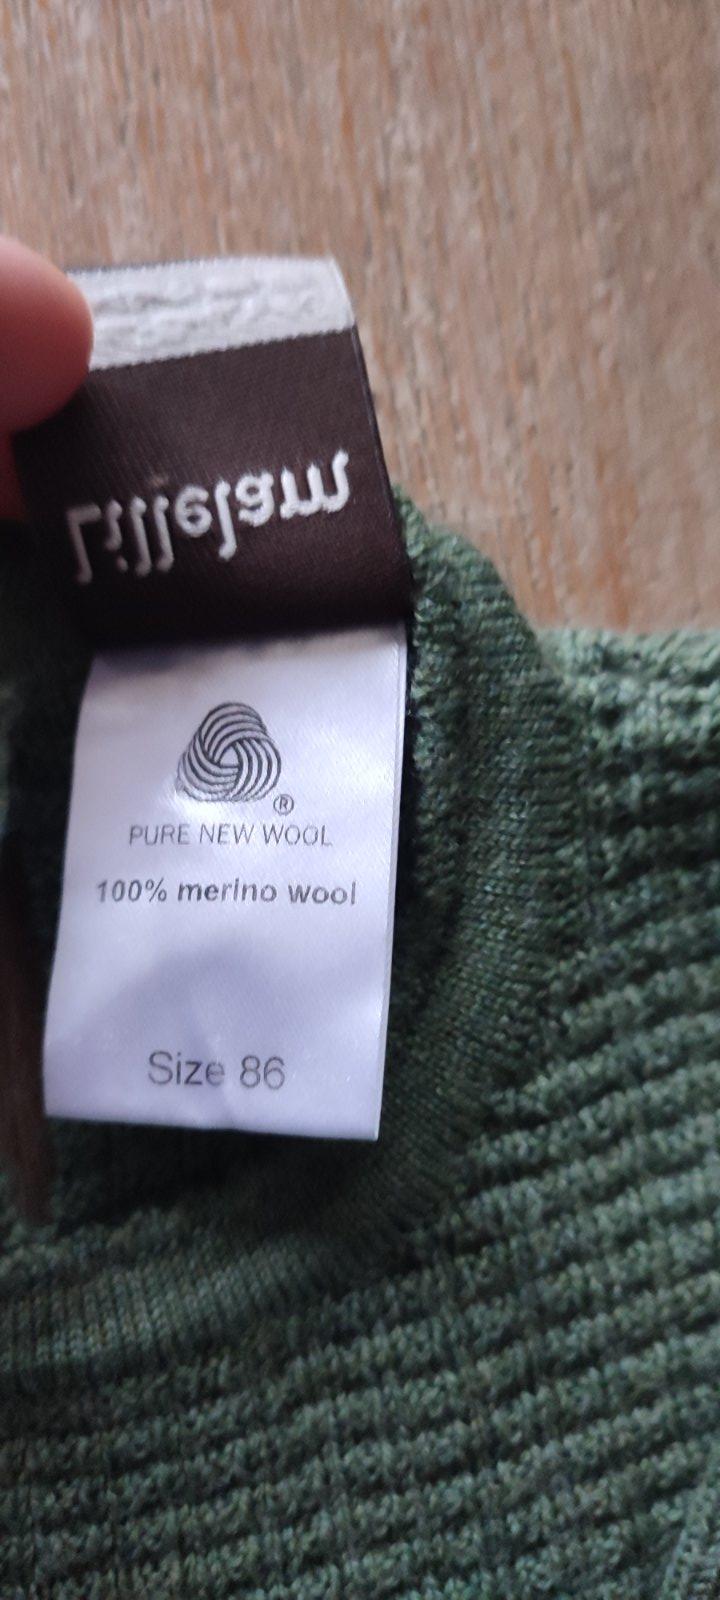 Lillelam
®
PURE NEW WOOL
100% merino wool
Size 86